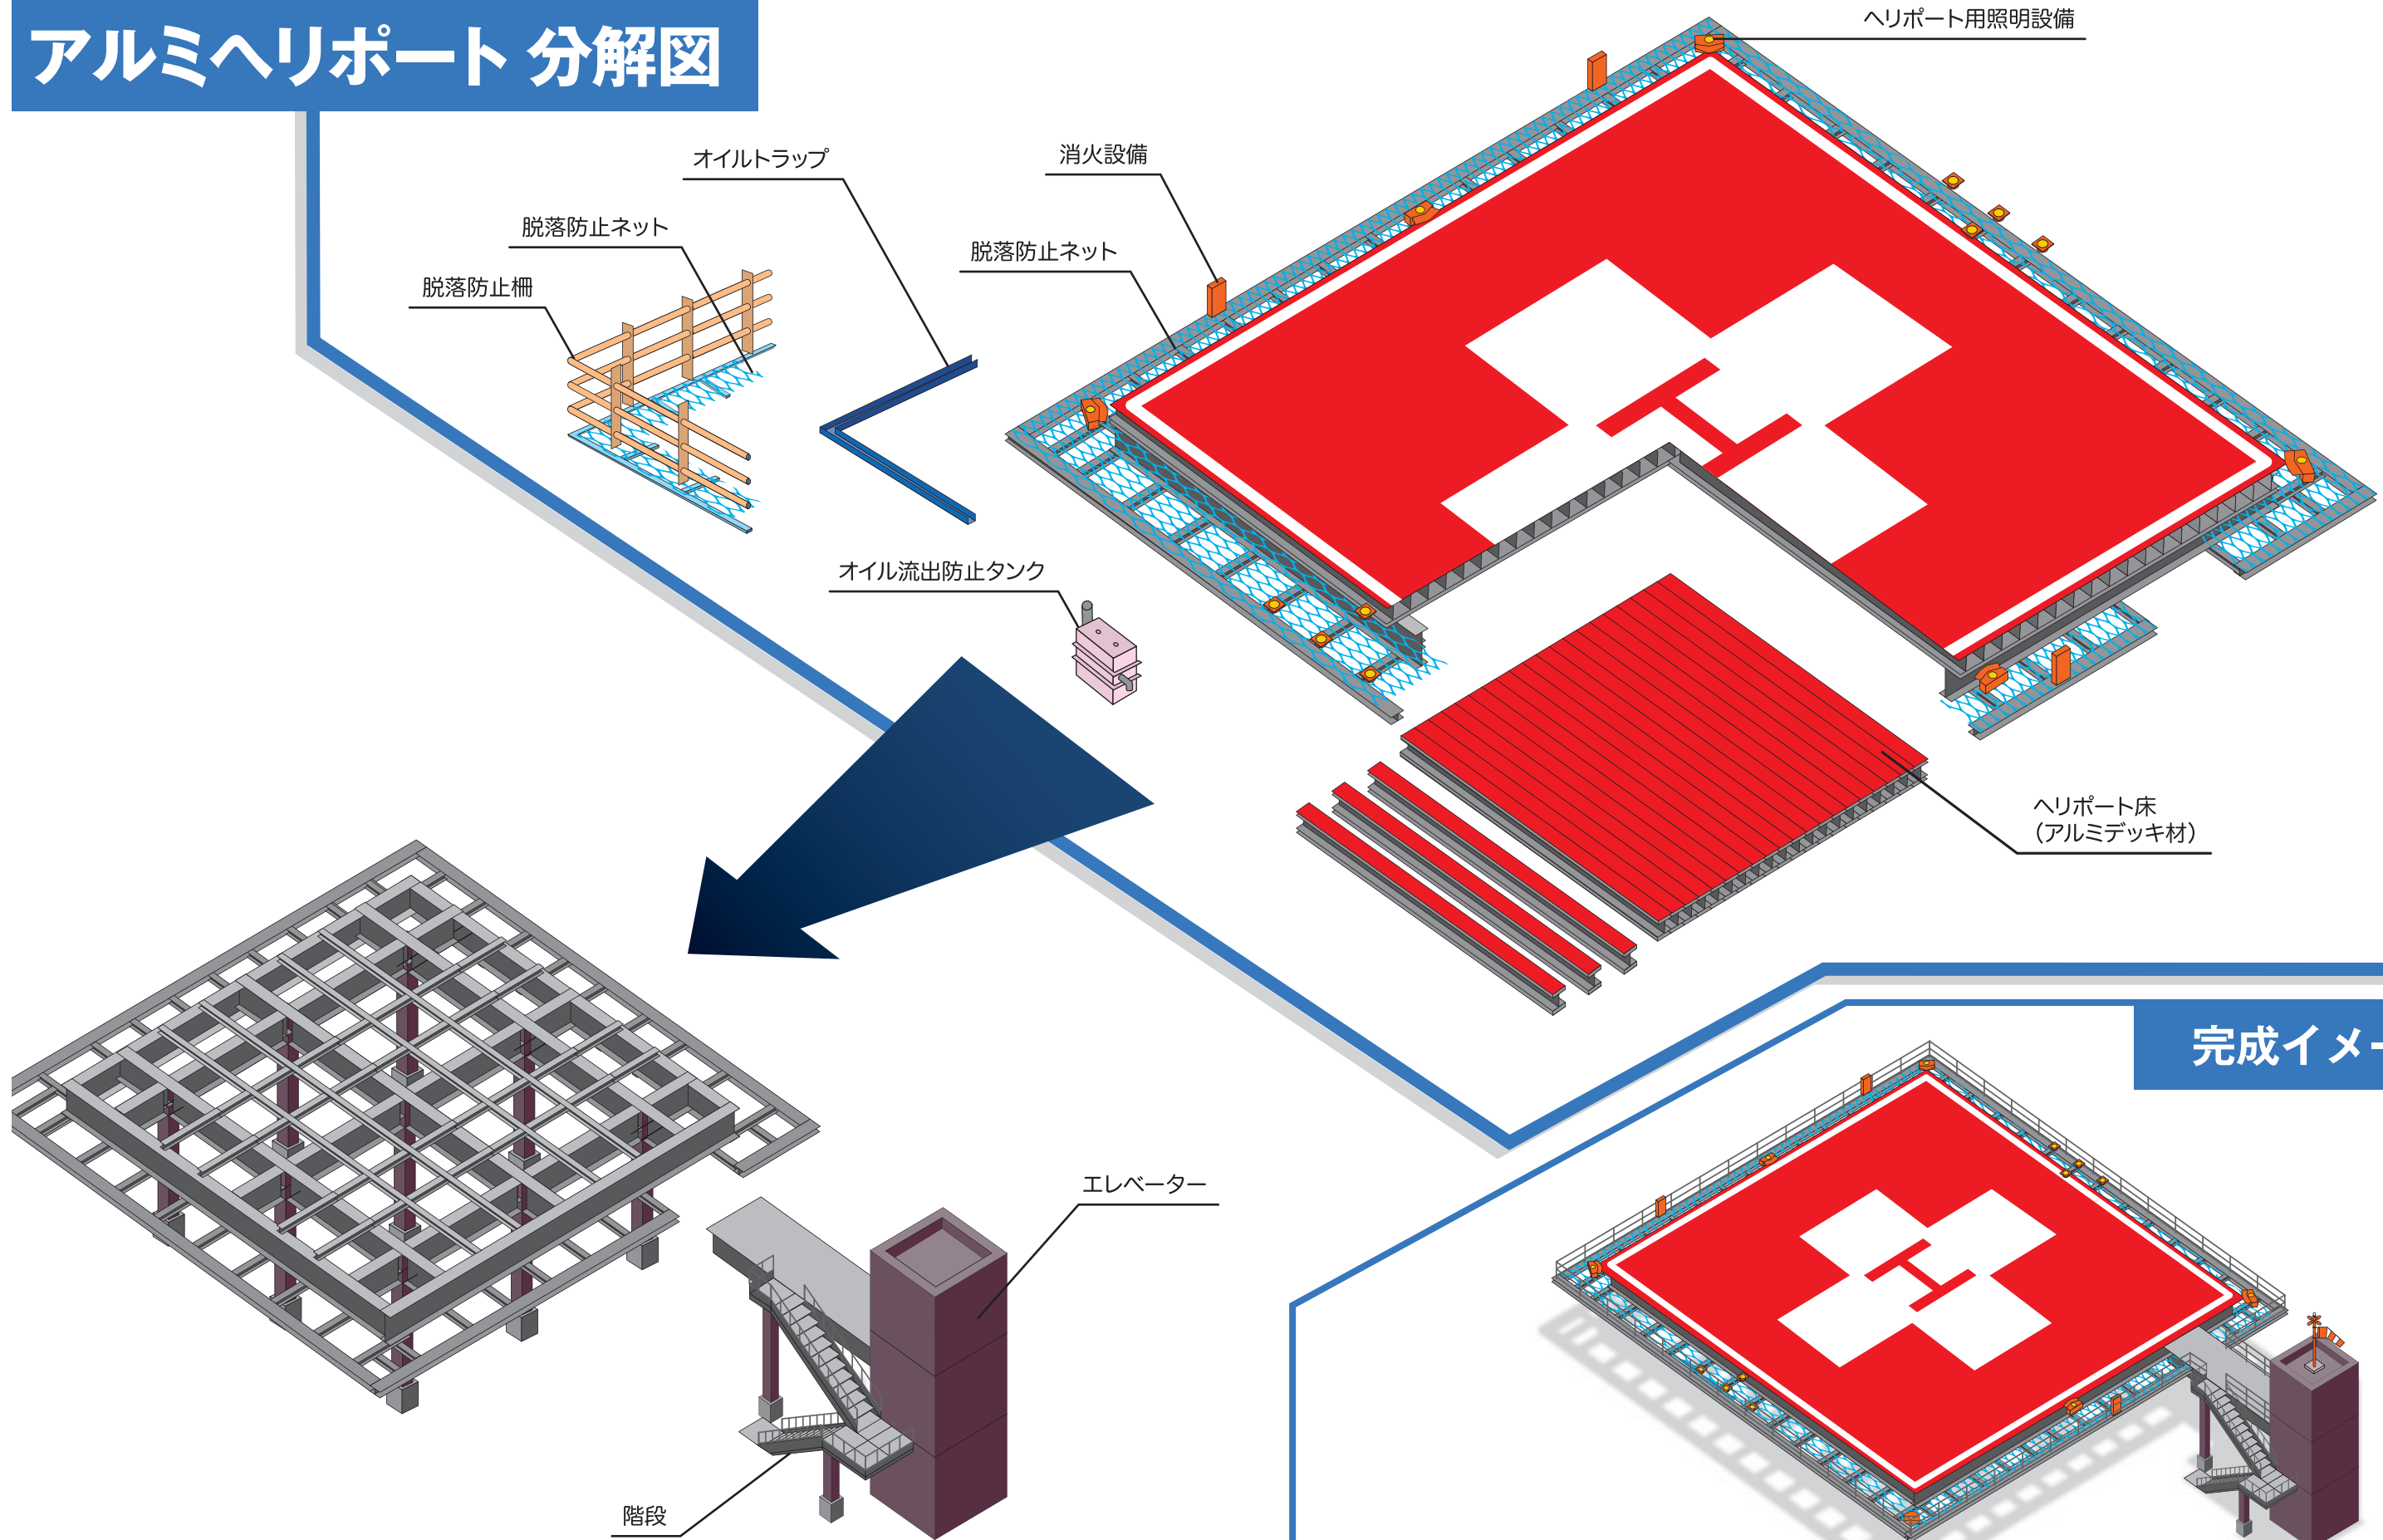 アルミヘリポート 分解図
ヘリポート用照明設備
オイルトラップ
消火設備
脱落防止ネット
脱落防止ネット
脱落防止柵
オイル流出防止タンク
ヘリポート床
（アルミデッキ材）
完成イメー
エレベーター
階段